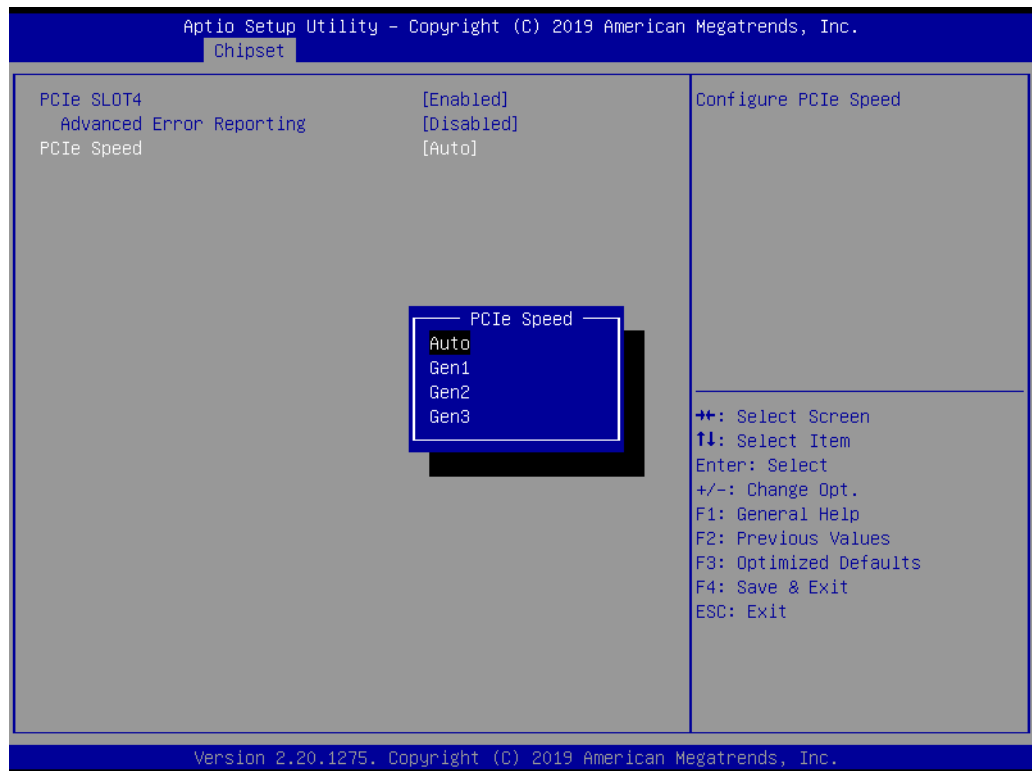 Aptio Setup Utility – Copyright (C) 2019 American Megatrends, Inc.
Chipset
PCIe SLOT4 [Enabled]
Advanced Error Reporting [Disabled]
PCIe Speed [Auto]
Configure PCIe Speed
PCIe Speed
Auto
Gen1
Gen2
Gen3
→←: Select Screen
↑↓: Select Item
Enter: Select
+/-: Change Opt.
F1: General Help
F2: Previous Values
F3: Optimized Defaults
F4: Save & Exit
ESC: Exit
Version 2.20.1275. Copyright (C) 2019 American Megatrends, Inc.